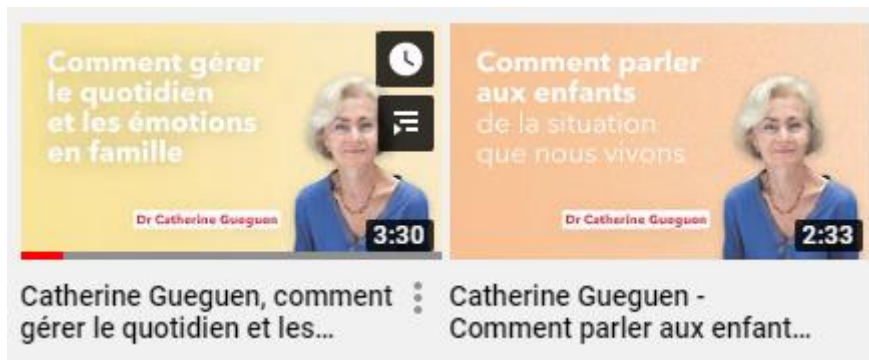 Comment gérer
le quotidien
et les émotions
en famille
Dr Catherine Gueguen
3:30
Catherine Gueguen, comment
gérer le quotidien et les...
Comment parler
aux enfants
de la situation
que nous vivons
Dr Catherine Gueguen
2:33
Catherine Gueguen -
Comment parler aux enfant...